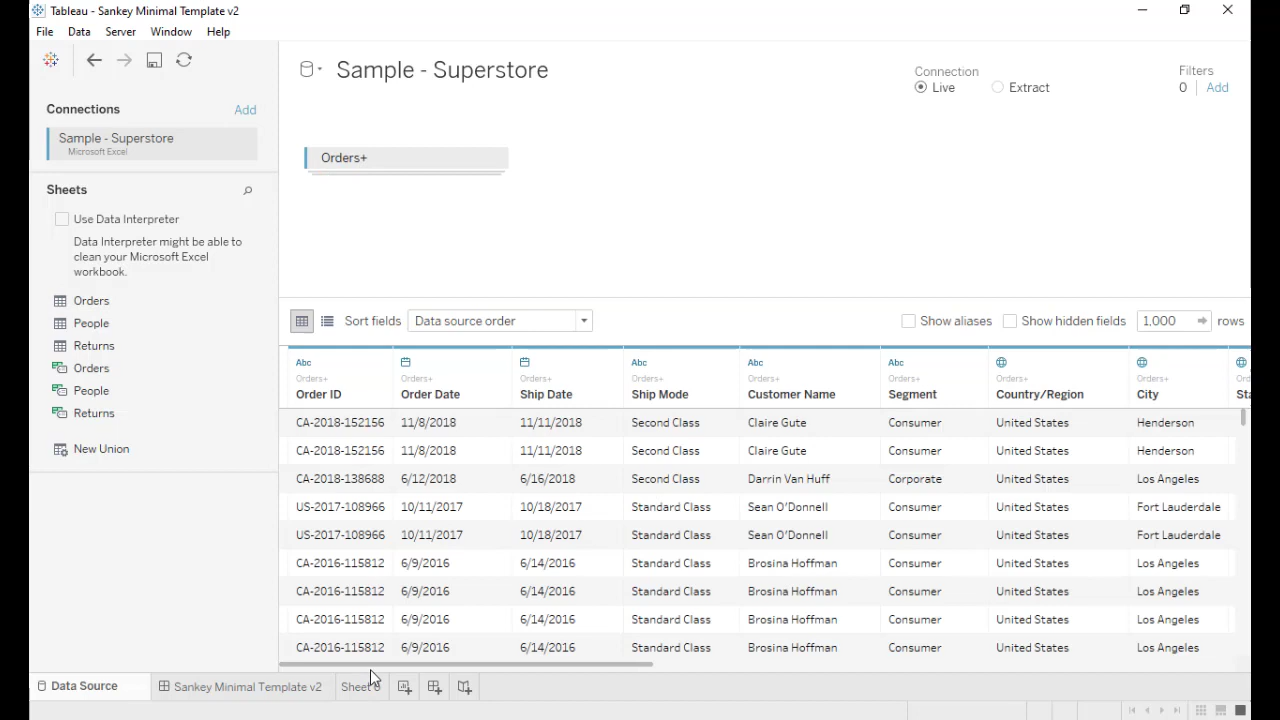 Tableau - Sankey Minimal Template v2
File Data Server Window Help
Connections Add
Sample - Superstore
Microsoft Excel
Sheets
Use Data Interpreter
Data Interpreter might be able to
clean your Microsoft Excel
workbook.
Orders
People
Returns
Orders
People
Returns
New Union
Sample - Superstore
Connection
Live Extract
Filters
0 Add
Orders+
Sort fields Data source order Show aliases Show hidden fields 1,000 rows
Abc Abc Abc Abc
Orders+ Orders+ Orders+ Orders+ Orders+ Orders+ Orders+ Orders+
Order ID Order Date Ship Date Ship Mode Customer Name Segment Country/Region City
CA-2018-152156 11/8/2018 11/11/2018 Second Class Claire Gute Consumer United States Henderson
CA-2018-152156 11/8/2018 11/11/2018 Second Class Claire Gute Consumer United States Henderson
CA-2018-138688 6/12/2018 6/16/2018 Second Class Darrin Van Huff Corporate United States Los Angeles
US-2017-108966 10/11/2017 10/18/2017 Standard Class Sean O'Donnell Consumer United States Fort Lauderdale
US-2017-108966 10/11/2017 10/18/2017 Standard Class Sean O'Donnell Consumer United States Fort Lauderdale
CA-2016-115812 6/9/2016 6/14/2016 Standard Class Brosina Hoffman Consumer United States Los Angeles
CA-2016-115812 6/9/2016 6/14/2016 Standard Class Brosina Hoffman Consumer United States Los Angeles
CA-2016-115812 6/9/2016 6/14/2016 Standard Class Brosina Hoffman Consumer United States Los Angeles
CA-2016-115812 6/9/2016 6/14/2016 Standard Class Brosina Hoffman Consumer United States Los Angeles
Data Source Sankey Minimal Template v2 Sheet